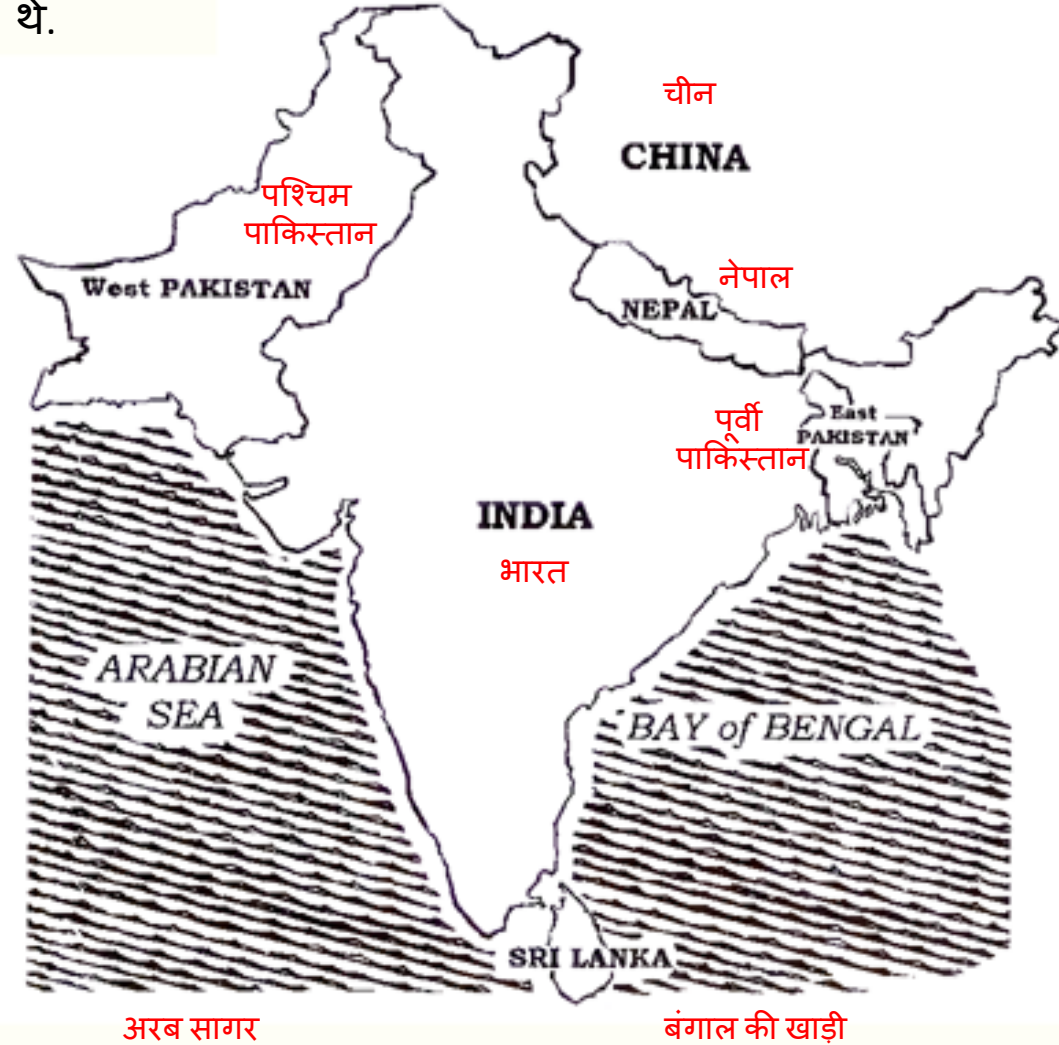 थे.
चीन
CHINA
पश्चिम
पाकिस्तान
West PAKISTAN
नेपाल
NEPAL
पूर्वी
पाकिस्तान
East
PAKISTAN
INDIA
भारत
ARABIAN
SEA
BAY of BENGAL
SRI LANKA
अरब सागर
बंगाल की खाड़ी